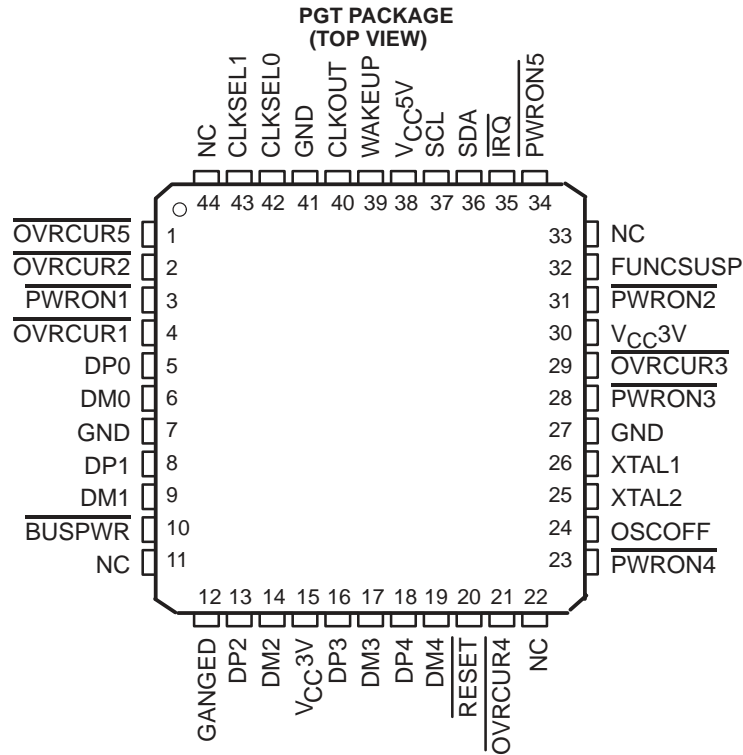 PGT PACKAGE
(TOP VIEW)
NC
CLKSEL1
CLKSEL0
GND
CLKOUT
WAKEUP
VCC5V
SCL
SDA
IRQ
PWRON5
44 43 42 41 40 39 38 37 36 35 34
OVRCUR5 1
OVRCUR2 2
PWRON1 3
OVRCUR1 4
DP0 5
DM0 6
GND 7
DP1 8
DM1 9
BUSPWR 10
NC 11
33 NC
32 FUNCSUSP
31 PWRON2
30 VCC3V
29 OVRCUR3
28 PWRON3
27 GND
26 XTAL1
25 XTAL2
24 OSCOFF
23 PWRON4
12 13 14 15 16 17 18 19 20 21 22
GANGED
DP2
DM2
VCC3V
DP3
DM3
DP4
DM4
RESET
OVRCUR4
NC